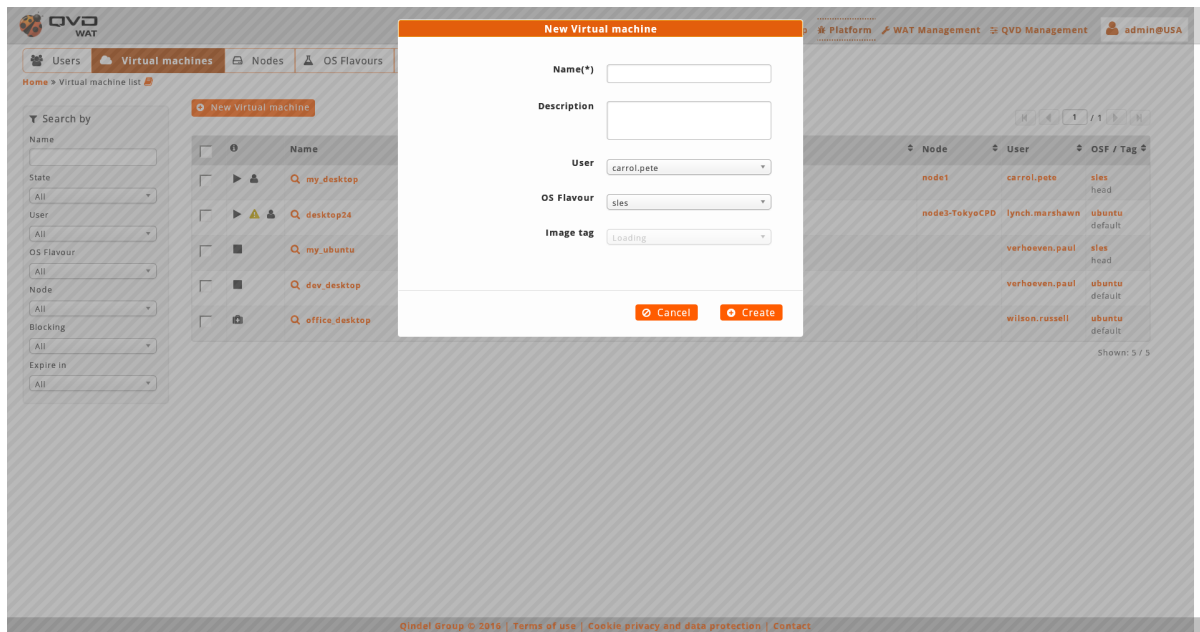 QVD
WAT
New Virtual machine
Platform
WAT Management
QVD Management
admin@USA
Users
Virtual machines
Nodes
OS Flavours
Home » Virtual machine list
Name(*)
Description
User
carrol.pete
OS Flavour
sles
Image tag
Loading
Cancel
Create
New Virtual machine
1 / 1
Search by
Name
State
All
User
All
OS Flavour
All
Node
All
Blocking
All
Expire in
All
Name Node User OSF / Tag
my_desktop node1 carrol.pete sles
head
desktop24 node3-TokyoCPD lynch.marshawn ubuntu
default
my_ubuntu verhoeven.paul sles
head
dev_desktop verhoeven.paul ubuntu
default
office_desktop wilson.russell ubuntu
default
Shown: 5 / 5
Qindel Group © 2016 | Terms of use | Cookie privacy and data protection | Contact